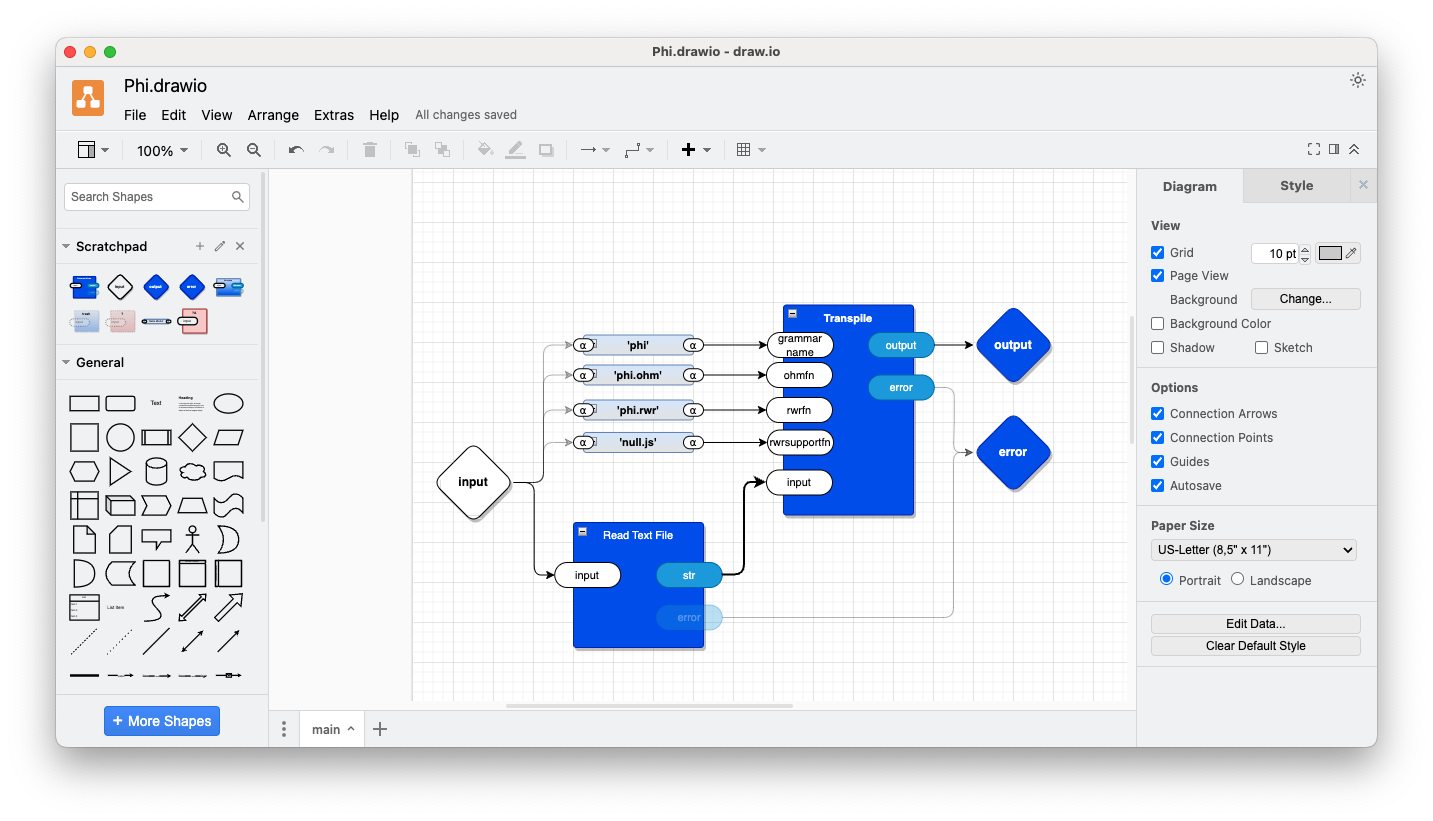 Phi.drawio - draw.io
Phi.drawio
File Edit View Arrange Extras Help All changes saved
100%
Search Shapes
Scratchpad
input output error
General
Text Heading
List Item
+ More Shapes
'phi'
'phi.ohm'
'phi.rwr'
'null.js'
α α
α α
α α
α α
input
Transpile
grammar
name
ohmfn
rwrfn
rwrsupportfn
input
output
error
output
error
Read Text File
input
str
error
main
Diagram Style
View
Grid 10 pt
Page View
Background Change...
Background Color
Shadow Sketch
Options
Connection Arrows
Connection Points
Guides
Autosave
Paper Size
US-Letter (8,5" x 11")
Portrait Landscape
Edit Data...
Clear Default Style